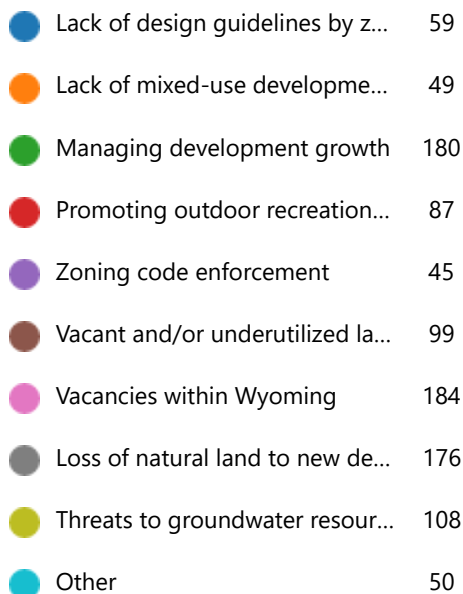 Lack of design guidelines by z... 59
Lack of mixed-use developme... 49
Managing development growth 180
Promoting outdoor recreation... 87
Zoning code enforcement 45
Vacant and/or underutilized la... 99
Vacancies within Wyoming 184
Loss of natural land to new de... 176
Threats to groundwater resour... 108
Other 50